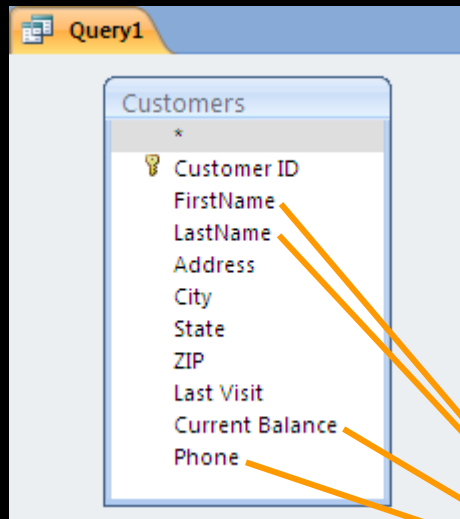 Query1
Customers
*
Customer ID
FirstName
LastName
Address
City
State
ZIP
Last Visit
Current Balance
Phone